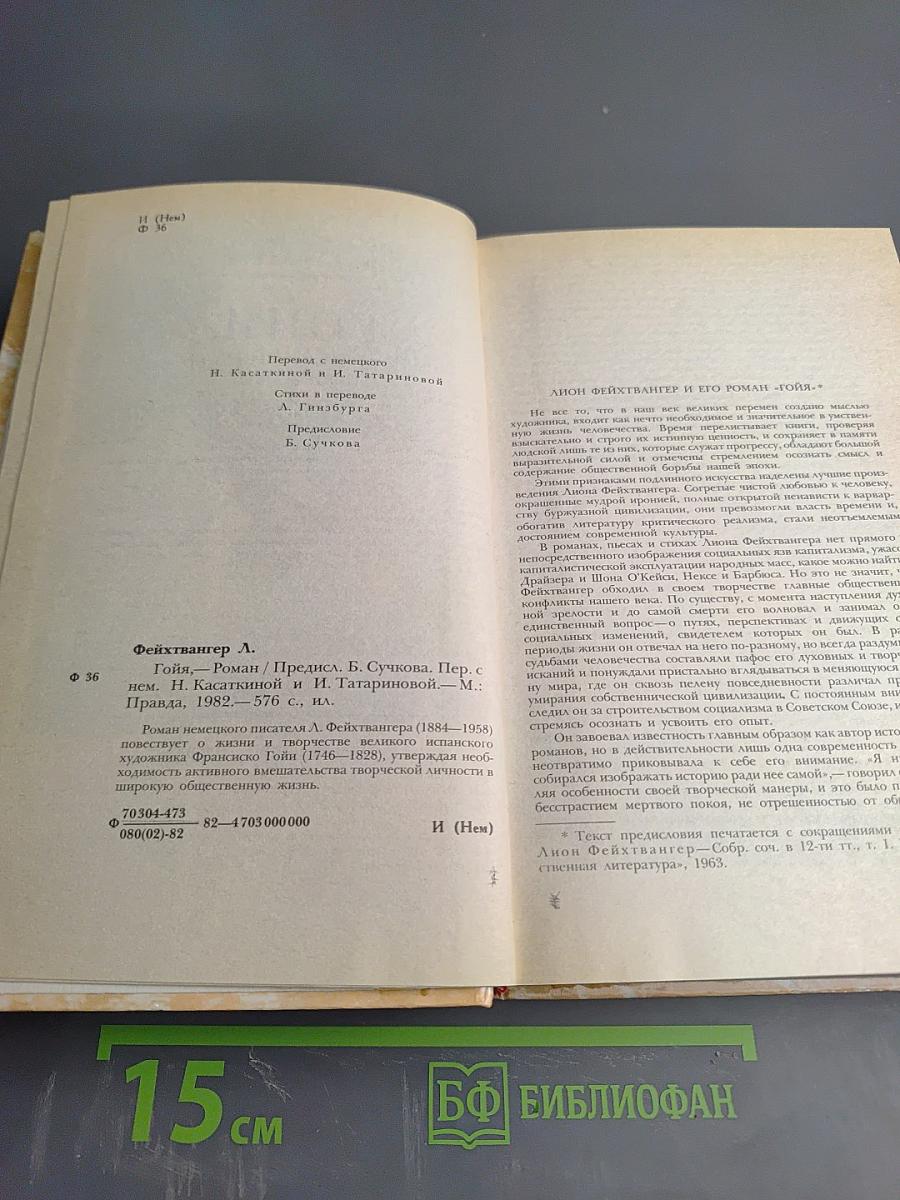 И (Нем)
Ф 36
Перевод с немецкого
Н. Касаткиной и И. Татариновой
Стихи в переводе
Л. Гинзбурга
Предисловие
Б. Сучкова
Фейхтвангер Л.
Ф 36
Гойя,— Роман / Предисл. Б. Сучкова. Пер. с
нем. Н. Касаткиной и И. Татариновой.— М.:
Правда, 1982.— 576 с., ил.
Роман немецкого писателя Л. Фейхтвангера (1884—1958)
повествует о жизни и творчестве великого испанского
художника Франсиско Гойи (1746—1828), утверждая необ-
ходимость активного вмешательства творческой личности в
широкую общественную жизнь.
Ф 70304-473
080(02)-82 82—4703000000
И (Нем)
ЛИОН ФЕЙХТВАНГЕР И ЕГО РОМАН «ГОЙЯ»*
Не все то, что в наш век великих перемен создано мыслью
художника, входит как нечто необходимое и значительное в умствен-
ную жизнь человечества. Время перелистывает книги, проверяя
взыскательно и строго их истинную ценность, и сохраняет в памяти
людской лишь те из них, которые служат прогрессу, обладают большой
выразительной силой и отмечены стремлением осознать смысл и
содержание общественной борьбы нашей эпохи.
Этими признаками подлинного искусства наделены лучшие произ-
ведения Лиона Фейхтвангера. Согретые чистой любовью к человеку,
окрашенные мудрой иронией, полные открытой ненависти к варвар-
ству буржуазной цивилизации, они превозмогли власть времени и,
обогатив литературу критического реализма, стали неотъемлемым
достоянием современной культуры.
В романах, пьесах и стихах Лиона Фейхтвангера нет прямого
непосредственного изображения социальных язв капитализма, ужасов
капиталистической эксплуатации народных масс, какое можно найти
Драйзера и Шона О'Кейси, Нексе и Барбюса. Но это не значит,
Фейхтвангер обходил в своем творчестве главные обществен
конфликты нашего века. По существу, с момента наступления дух
ной зрелости и до самой смерти его волновал и занимал о
единственный вопрос — о путях, перспективах и движущих с
социальных изменений, свидетелем которых он был. В ра
периоды жизни он отвечал на него по-разному, но всегда раздум
судьбами человечества составляли пафос его духовных и творч
исканий и понуждали пристально вглядываться в меняющуюся
ну мира, где он сквозь пелену повседневности различал пр
умирания собственнической цивилизации. С постоянным вни
следил он за строительством социализма в Советском Союзе, и
стремясь осознать и усвоить его опыт.
Он завоевал известность главным образом как автор исто
романов, но в действительности лишь одна современность
неотвратимо приковывала к себе его внимание. «Я н
собирался изображать историю ради нее самой»,— говорил
ляя особенности своей творческой манеры, и это было п
бесстрастием мертвого покоя, не отрешенностью от об
* Текст предисловия печатается с сокращениями
Лион Фейхтвангер — Собр. соч. в 12-ти тт., т. 1.
ственная литература», 1963.
15 см
БФ БИБЛИОФАН